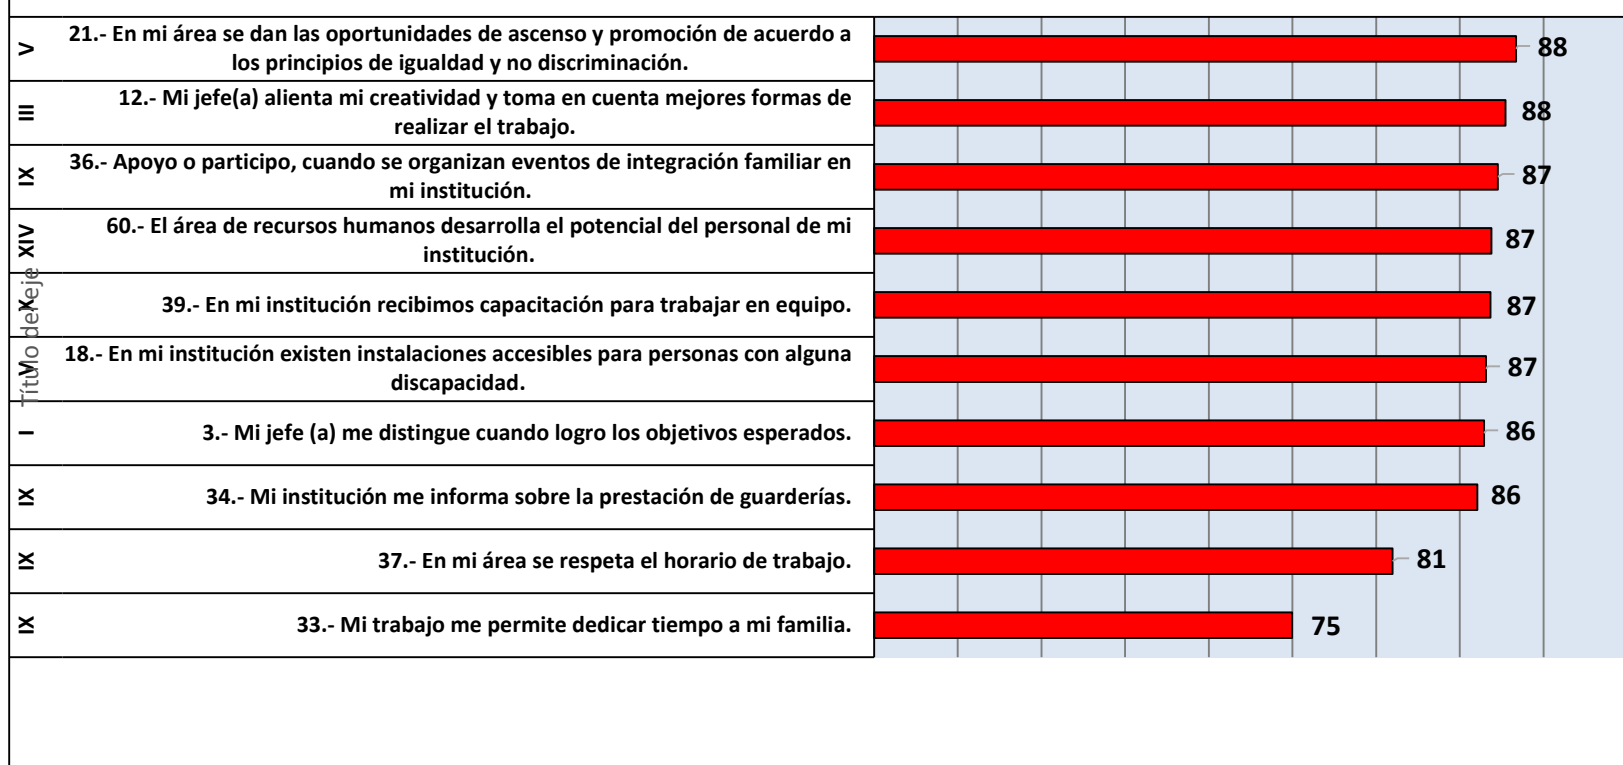 V
21.- En mi área se dan las oportunidades de ascenso y promoción de acuerdo a
los principios de igualdad y no discriminación.
88
III
12.- Mi jefe(a) alienta mi creatividad y toma en cuenta mejores formas de
realizar el trabajo.
88
IX
36.- Apoyo o participo, cuando se organizan eventos de integración familiar en
mi institución.
87
XIV
60.- El área de recursos humanos desarrolla el potencial del personal de mi
institución.
87
X
39.- En mi institución recibimos capacitación para trabajar en equipo.
87
V
18.- En mi institución existen instalaciones accesibles para personas con alguna
discapacidad.
87
I
3.- Mi jefe (a) me distingue cuando logro los objetivos esperados.
86
IX
34.- Mi institución me informa sobre la prestación de guarderías.
86
IX
37.- En mi área se respeta el horario de trabajo.
81
IX
33.- Mi trabajo me permite dedicar tiempo a mi familia.
75
Título del eje